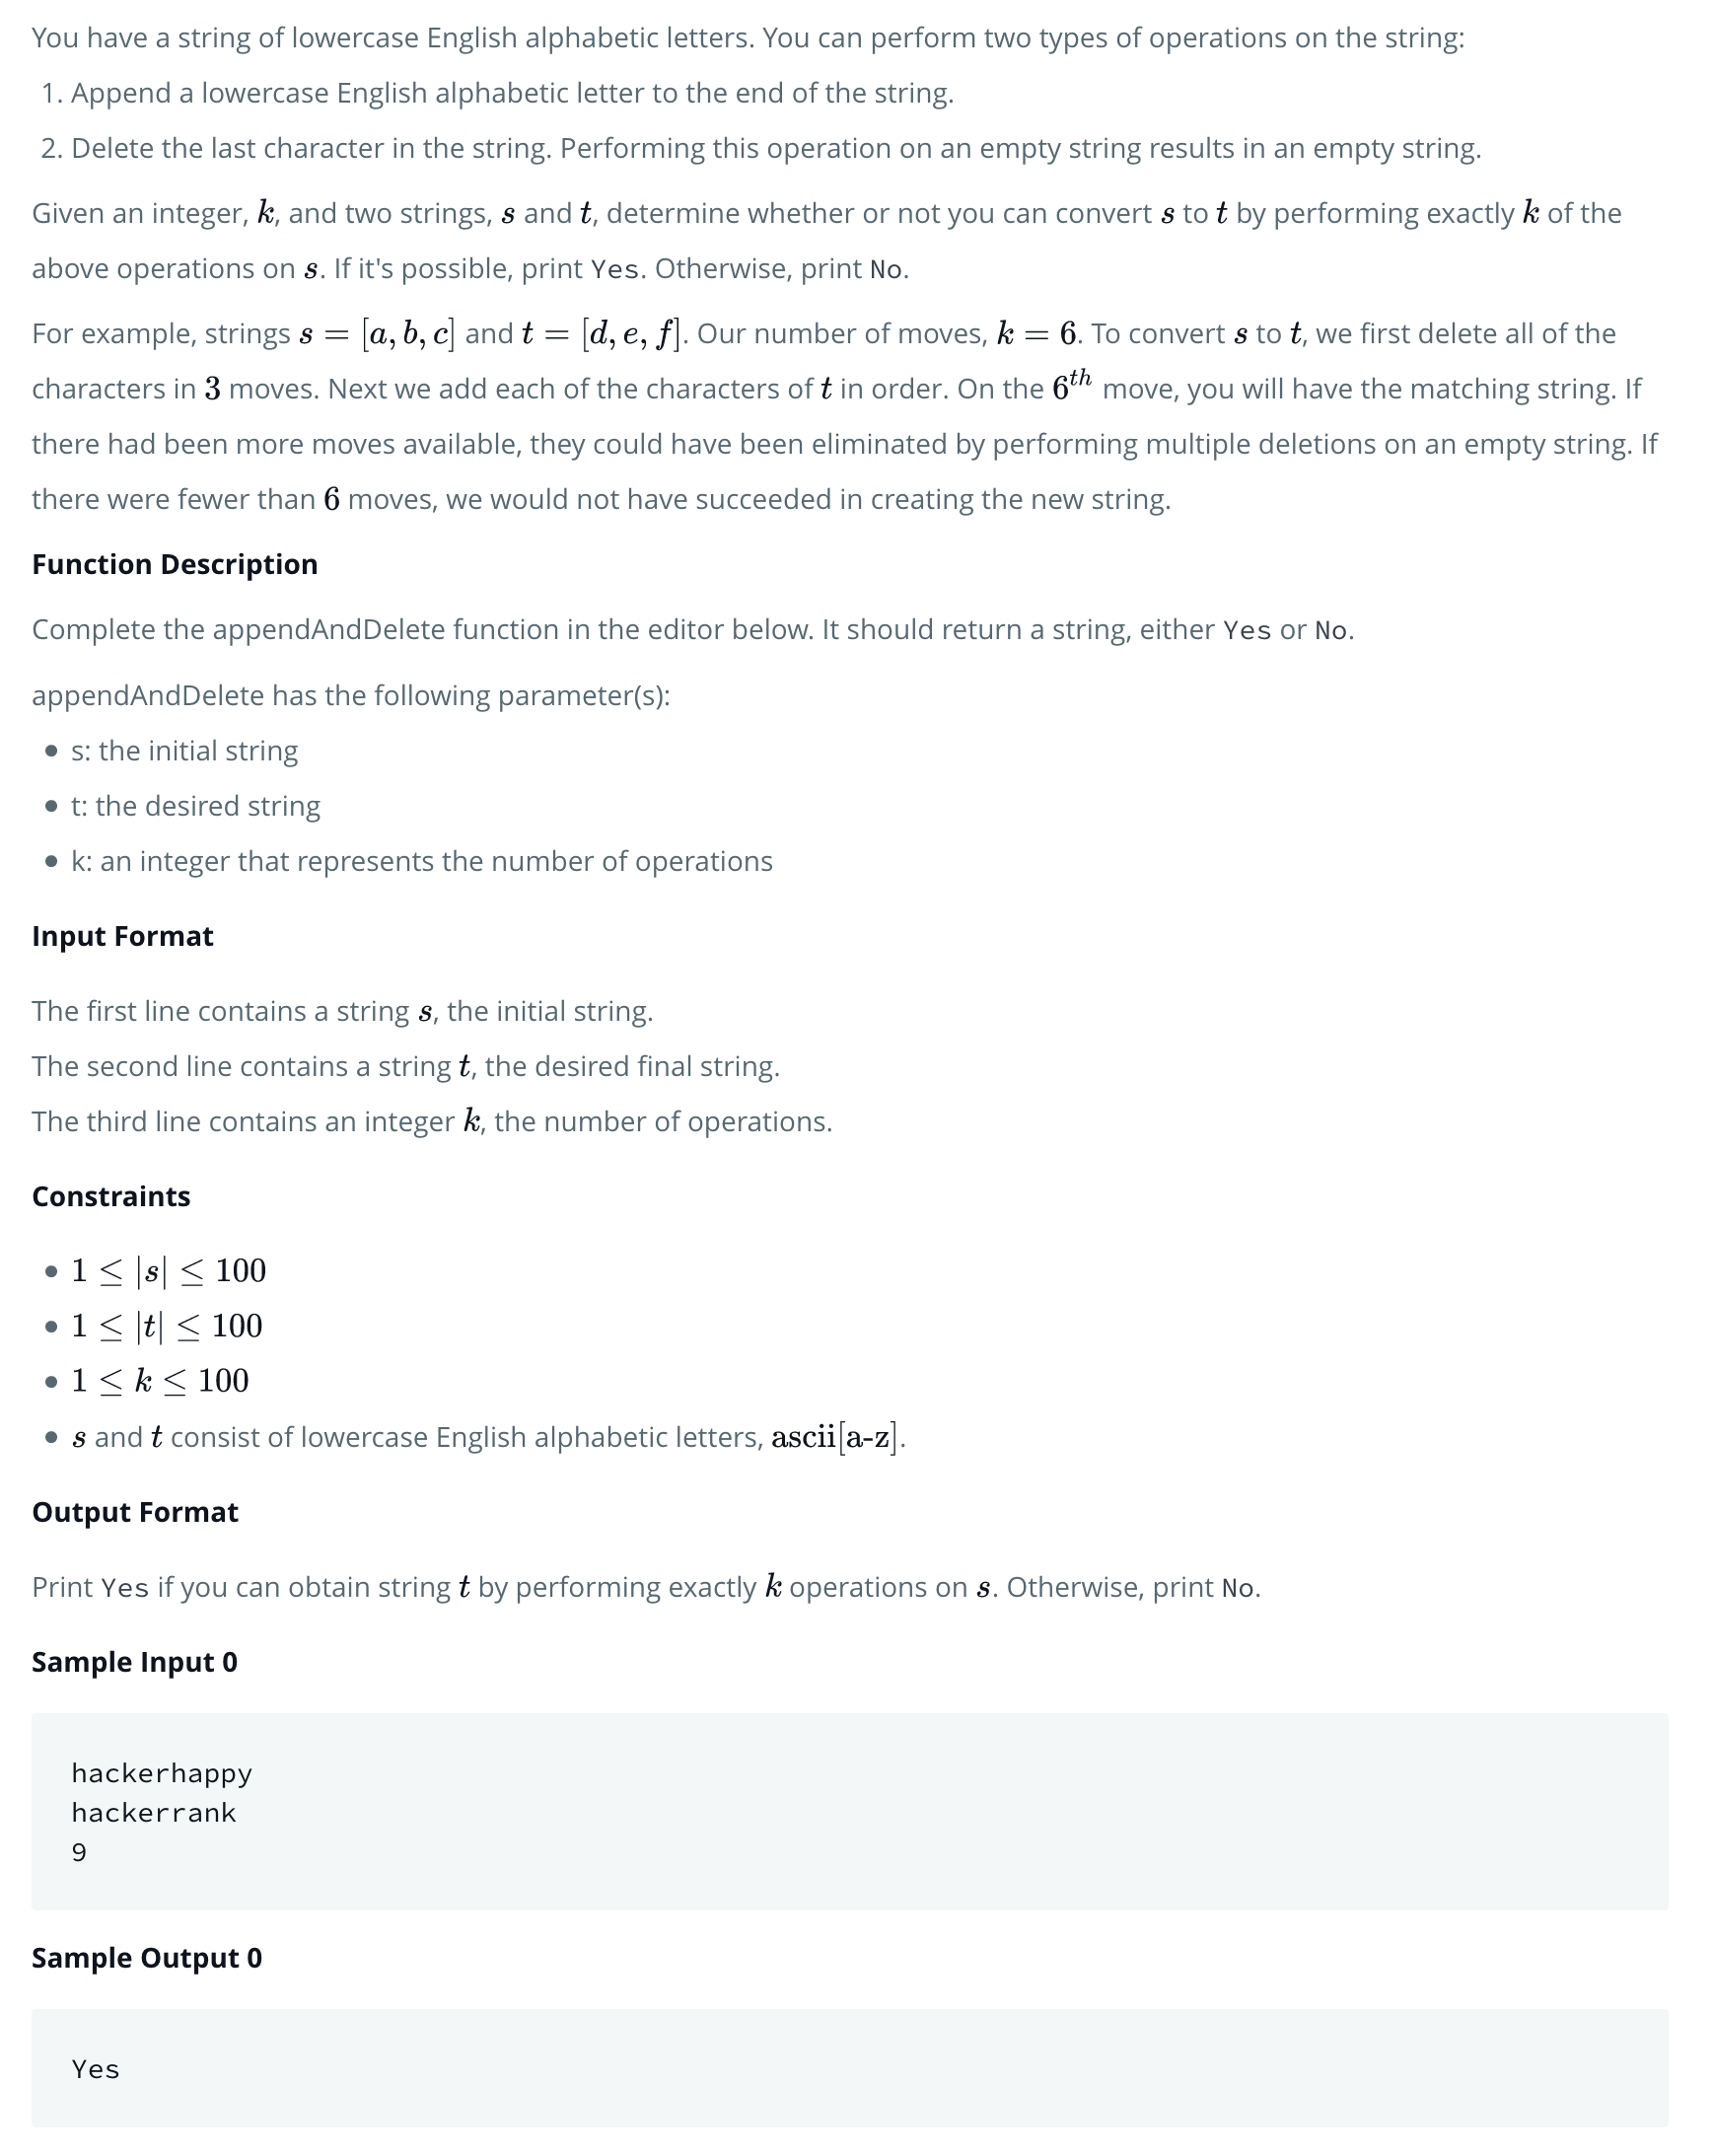 You have a string of lowercase English alphabetic letters. You can perform two types of operations on the string:
1. Append a lowercase English alphabetic letter to the end of the string.
2. Delete the last character in the string. Performing this operation on an empty string results in an empty string.
Given an integer, k, and two strings, s and t, determine whether or not you can convert s to t by performing exactly k of the
above operations on s. If it's possible, print Yes. Otherwise, print No.
For example, strings s = [a, b, c] and t = [d, e, f]. Our number of moves, k = 6. To convert s to t, we first delete all of the
characters in 3 moves. Next we add each of the characters of t in order. On the 6th move, you will have the matching string. If
there had been more moves available, they could have been eliminated by performing multiple deletions on an empty string. If
there were fewer than 6 moves, we would not have succeeded in creating the new string.
Function Description
Complete the appendAndDelete function in the editor below. It should return a string, either Yes or No.
appendAndDelete has the following parameter(s):
• s: the initial string
• t: the desired string
• k: an integer that represents the number of operations
Input Format
The first line contains a string s, the initial string.
The second line contains a string t, the desired final string.
The third line contains an integer k, the number of operations.
Constraints
• 1 ≤ |s| ≤ 100
• 1 ≤ |t| ≤ 100
• 1 ≤ k ≤ 100
• s and t consist of lowercase English alphabetic letters, ascii[a-z].
Output Format
Print Yes if you can obtain string t by performing exactly k operations on s. Otherwise, print No.
Sample Input 0
hackerhappy
hackerrank
9
Sample Output 0
Yes